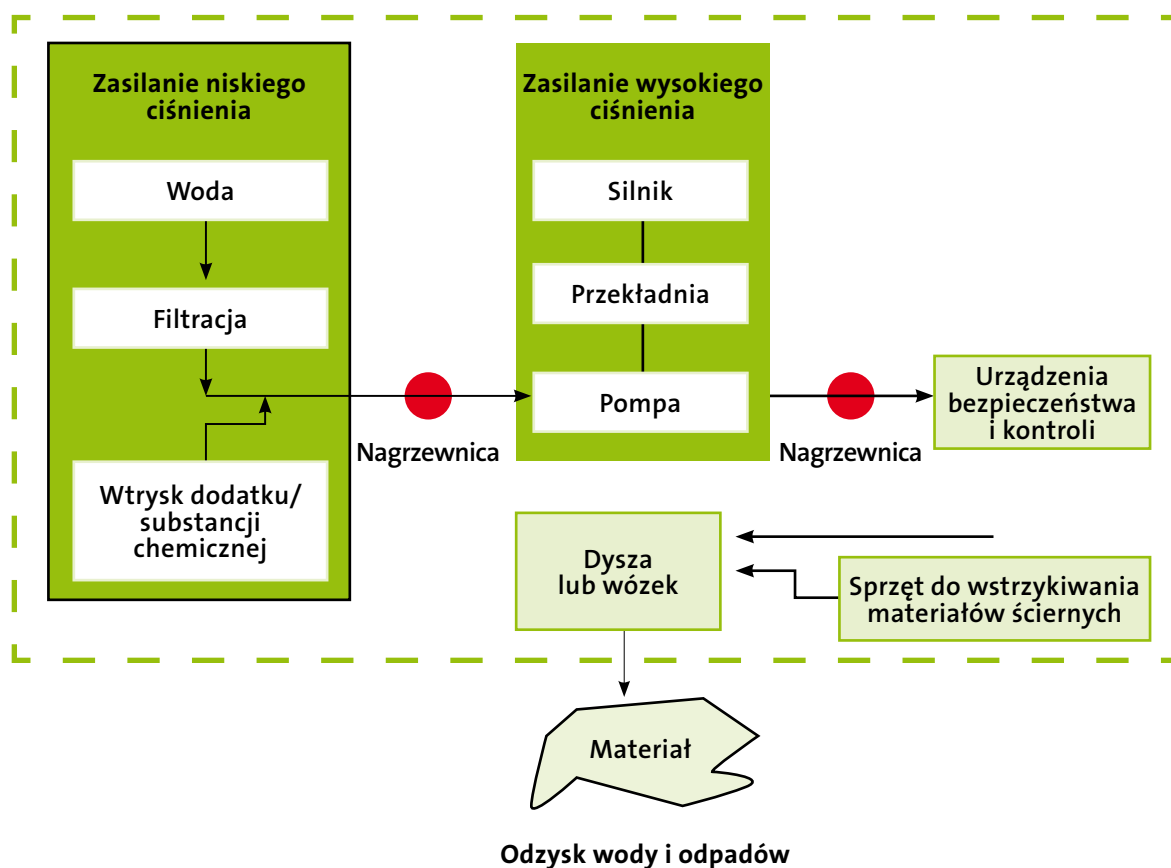 Zasilanie niskiego
ciśnienia
Woda
Filtracja
Wtrysk dodatku/
substancji
chemicznej
Nagrzewnica
Zasilanie wysokiego
ciśnienia
Silnik
Przekładnia
Pompa
Nagrzewnica
Urządzenia
bezpieczeństwa
i kontroli
Dysza
lub wózek
Sprzęt do wstrzykiwania
materiałów ściernych
Materiał
Odzysk wody i odpadów